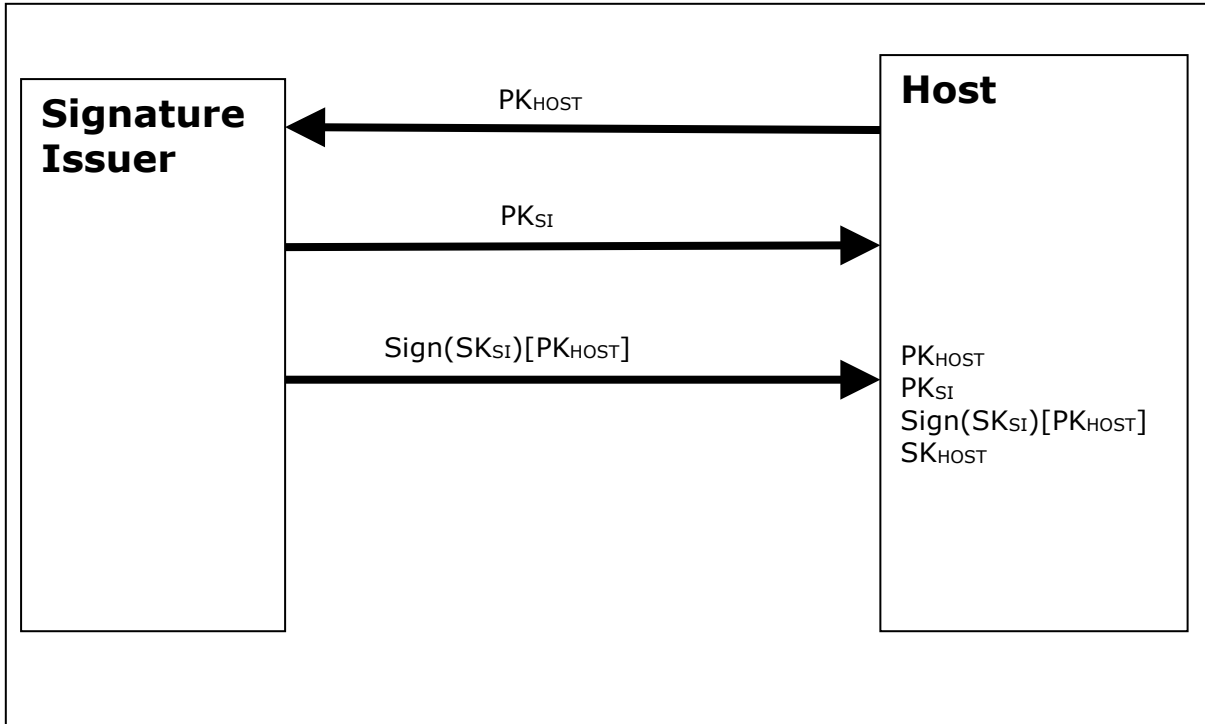 Signature
Issuer
PKHOST
PKSI
Sign(SKSI)[PKHOST]
Host
PKHOST
PKSI
Sign(SKSI)[PKHOST]
SKHOST